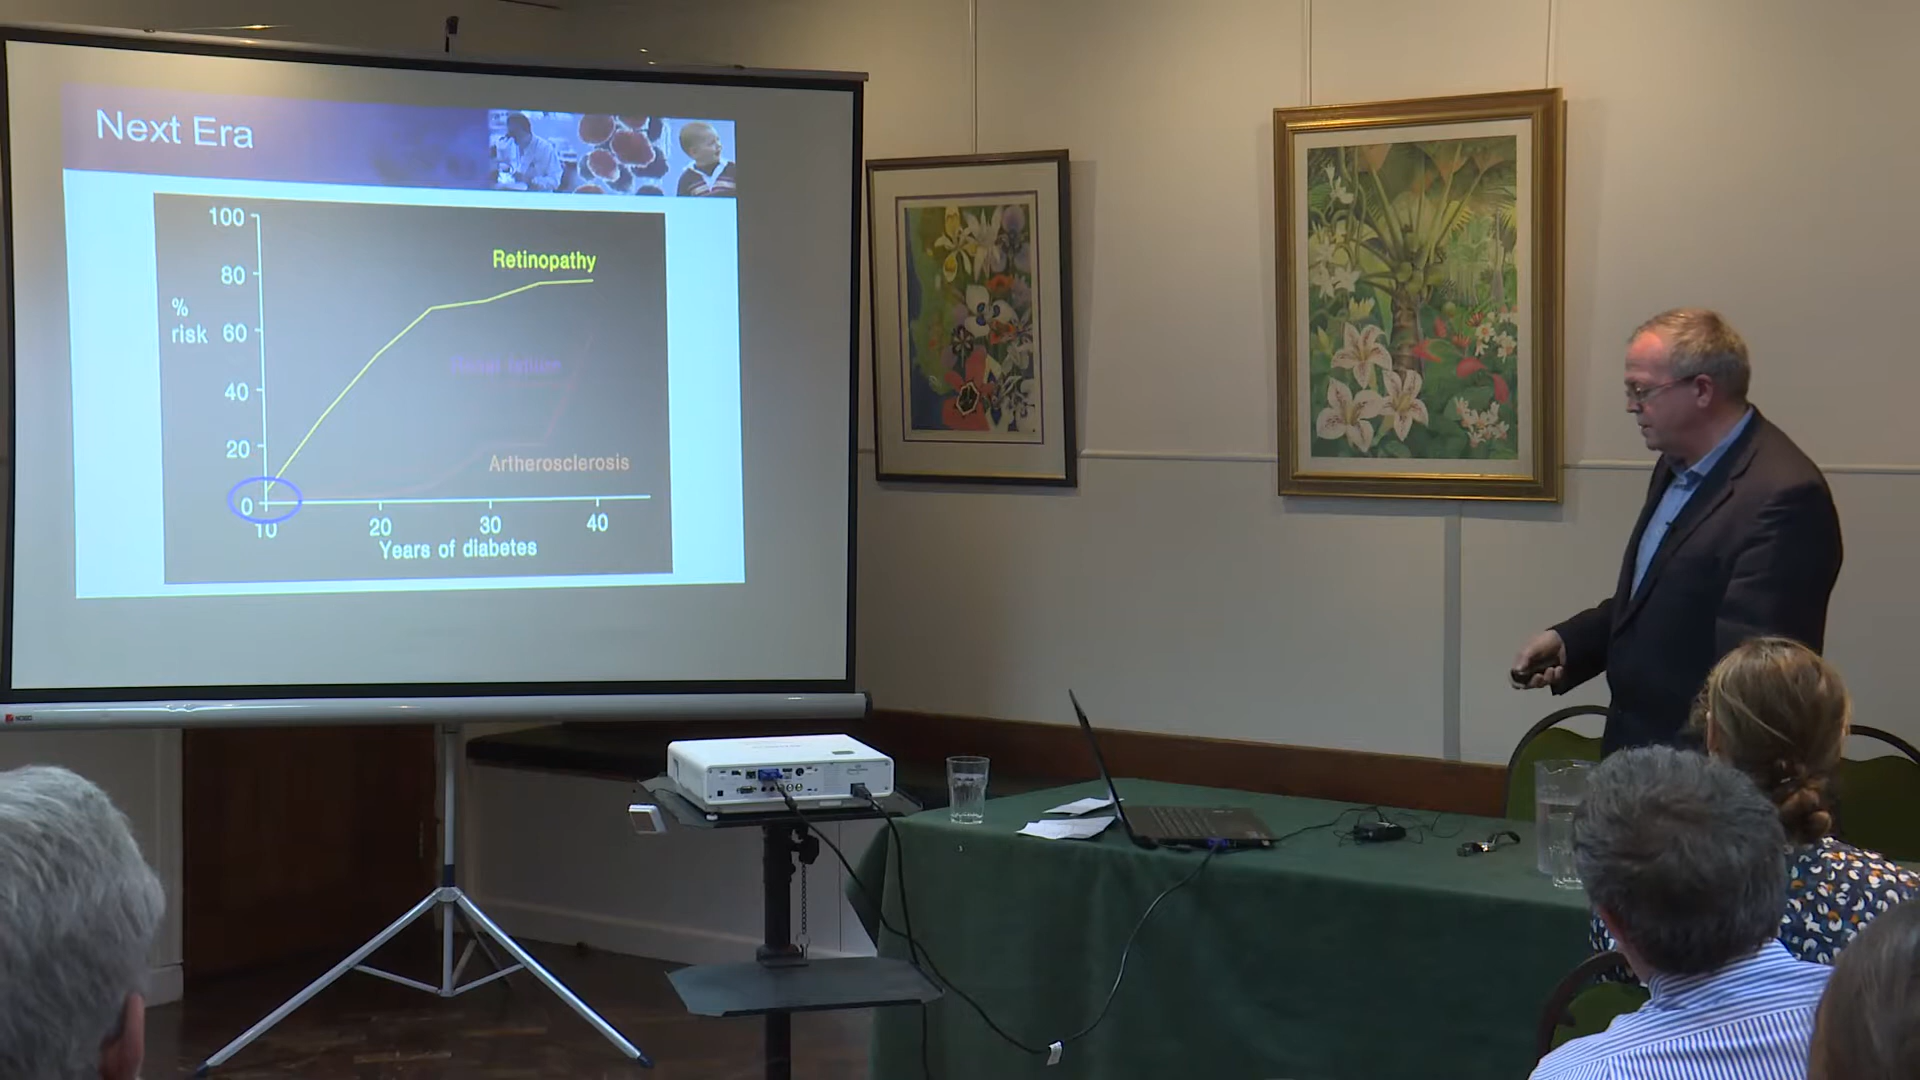 Next Era
100
80
%
risk
60
40
20
0
Retinopathy
Artherosclerosis
10
20
30
40
Years of diabetes